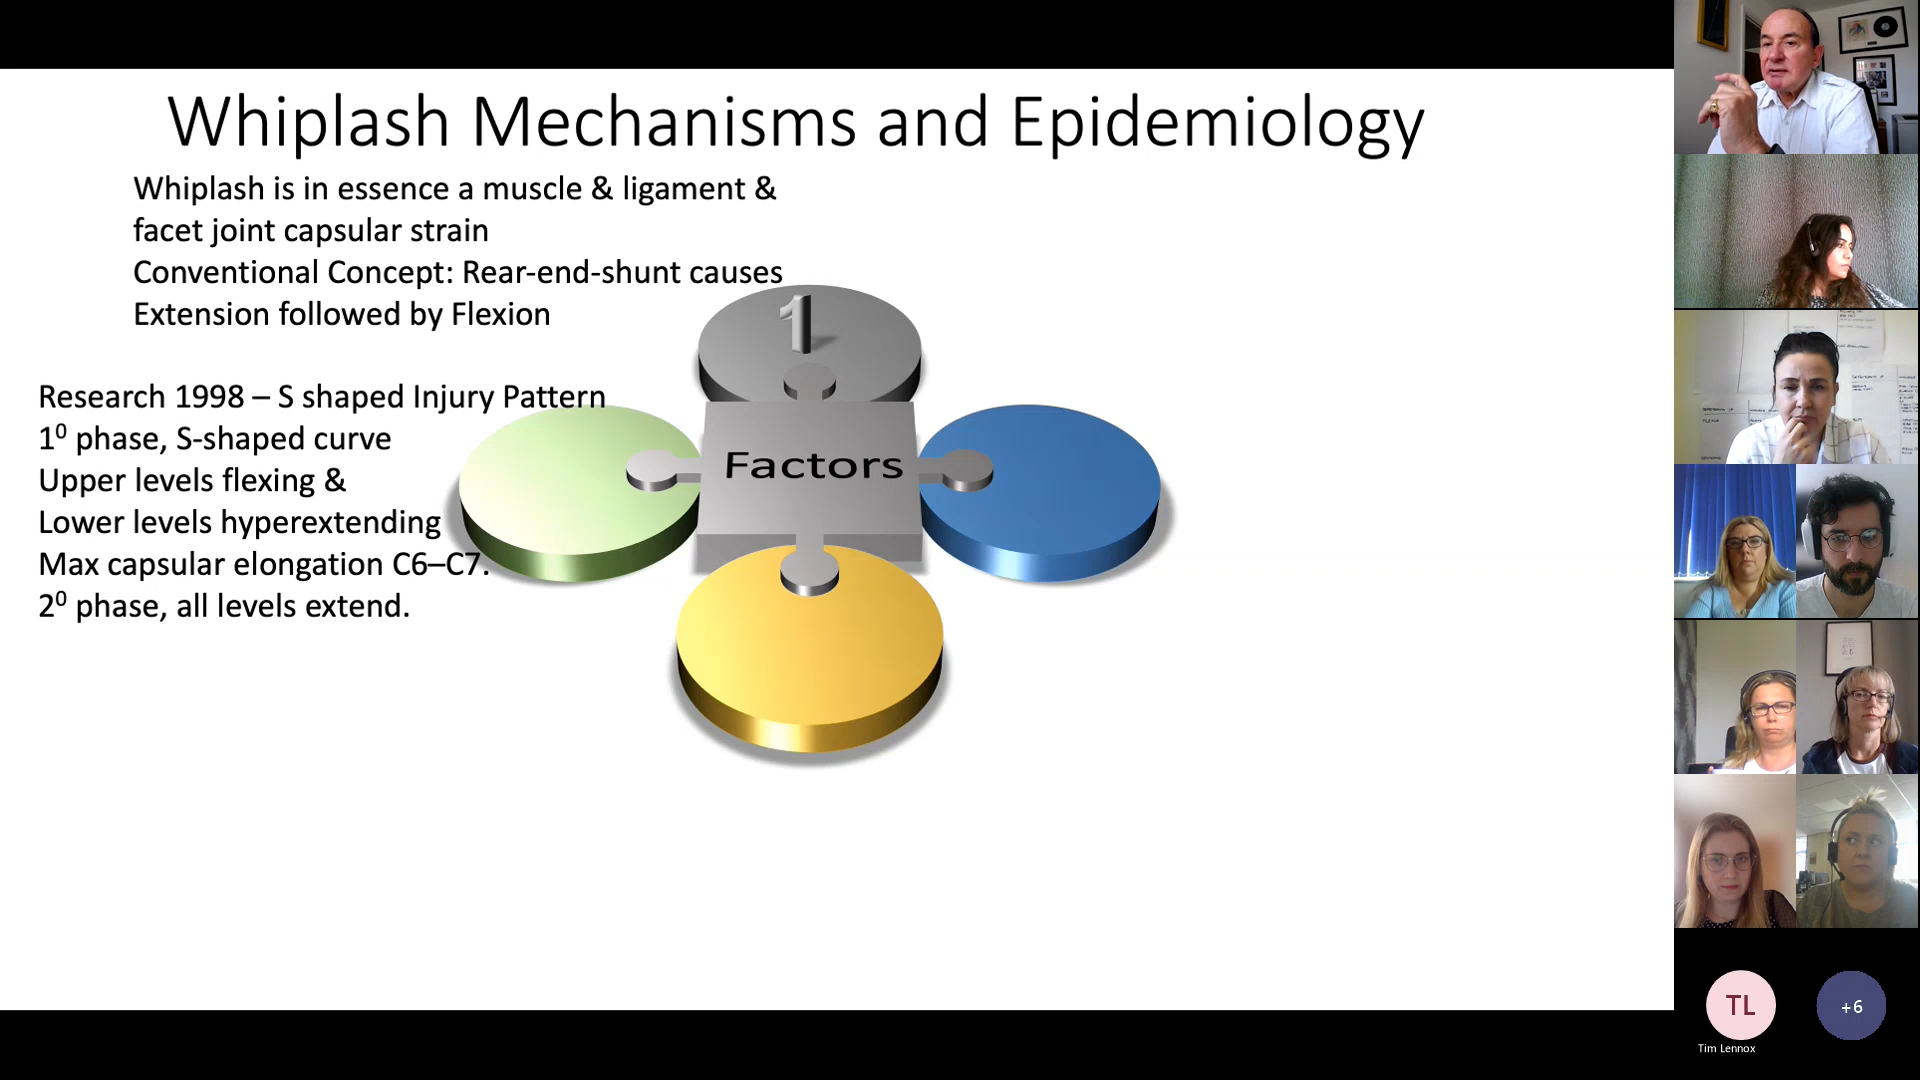 Whiplash Mechanisms and Epidemiology
Whiplash is in essence a muscle & ligament &
facet joint capsular strain
Conventional Concept: Rear-end-shunt causes
Extension followed by Flexion
1
Research 1998 – S shaped Injury Pattern
1⁰ phase, S-shaped curve
Upper levels flexing &
Lower levels hyperextending
Max capsular elongation C6–C7.
2⁰ phase, all levels extend.
Factors
TL
Tim Lennox
+6